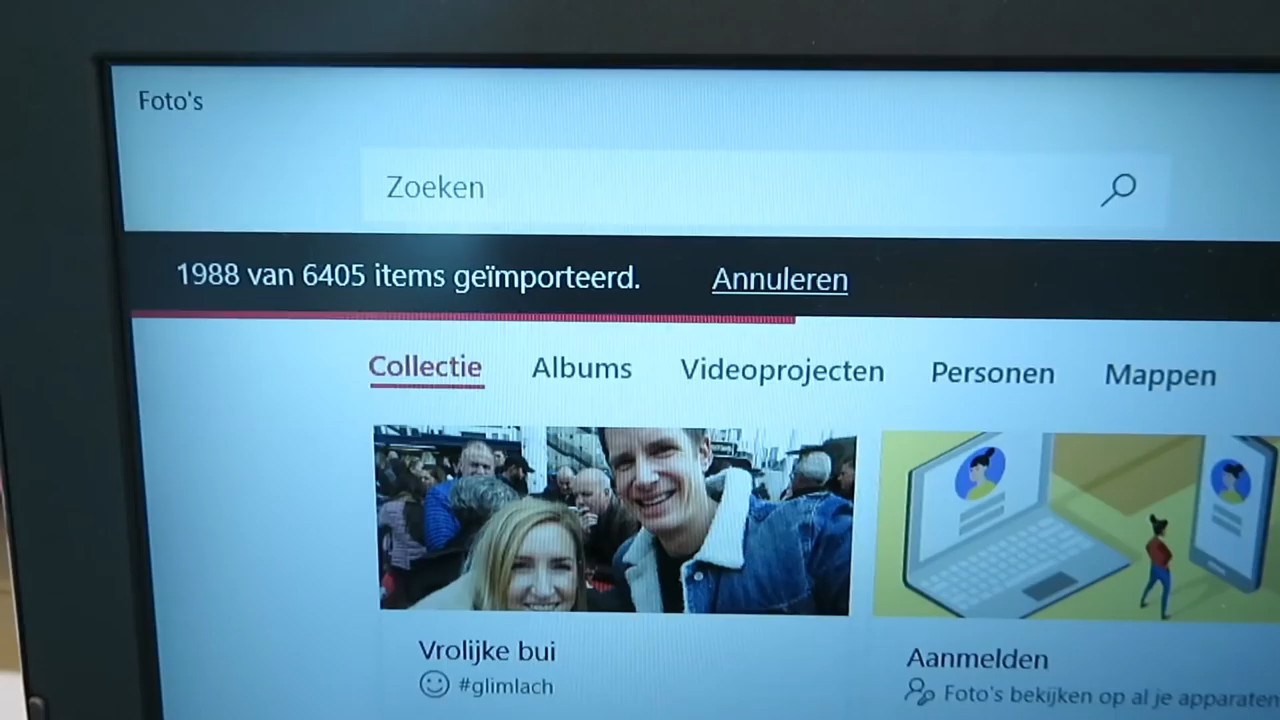 Foto's
Zoeken
1988 van 6405 items geïmporteerd. Annuleren
Collectie Albums Videoprojecten Personen Mappen
Vrolijke bui
#glimlach
Aanmelden
Foto's bekijken op al je apparaten